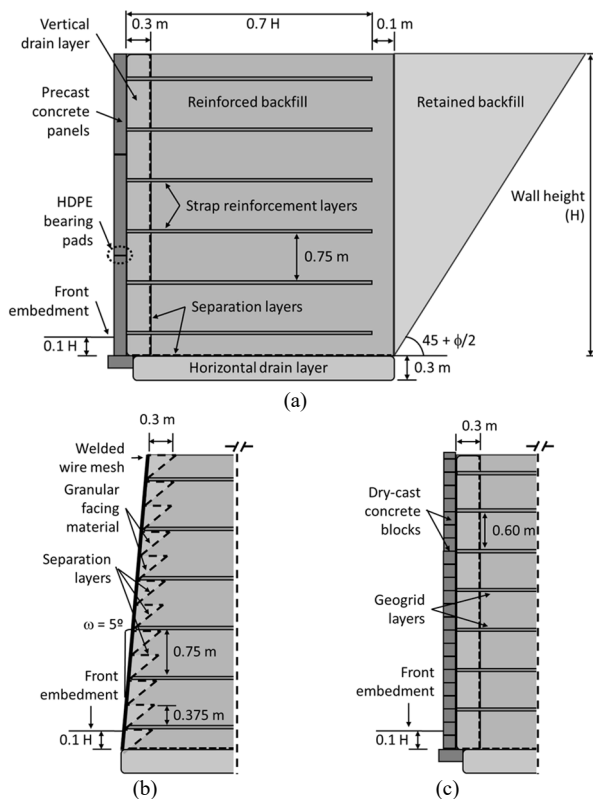 Vertical
drain layer
0.3 m
0.7 H
0.1 m
Precast
concrete
panels
Reinforced backfill
Retained backfill
Wall height
(H)
HDPE
bearing
pads
Strap reinforcement layers
0.75 m
Front
embedment
Separation layers
0.1 H
45 + ϕ/2
Horizontal drain layer
0.3 m
(a)
0.3 m
Welded
wire mesh
Granular
facing
material
Separation
layers
ω = 5º
0.75 m
Front
embedment
0.375 m
0.1 H
(b)
0.3 m
Dry-cast
concrete
blocks
0.60 m
Geogrid
layers
Front
embedment
0.1 H
(c)